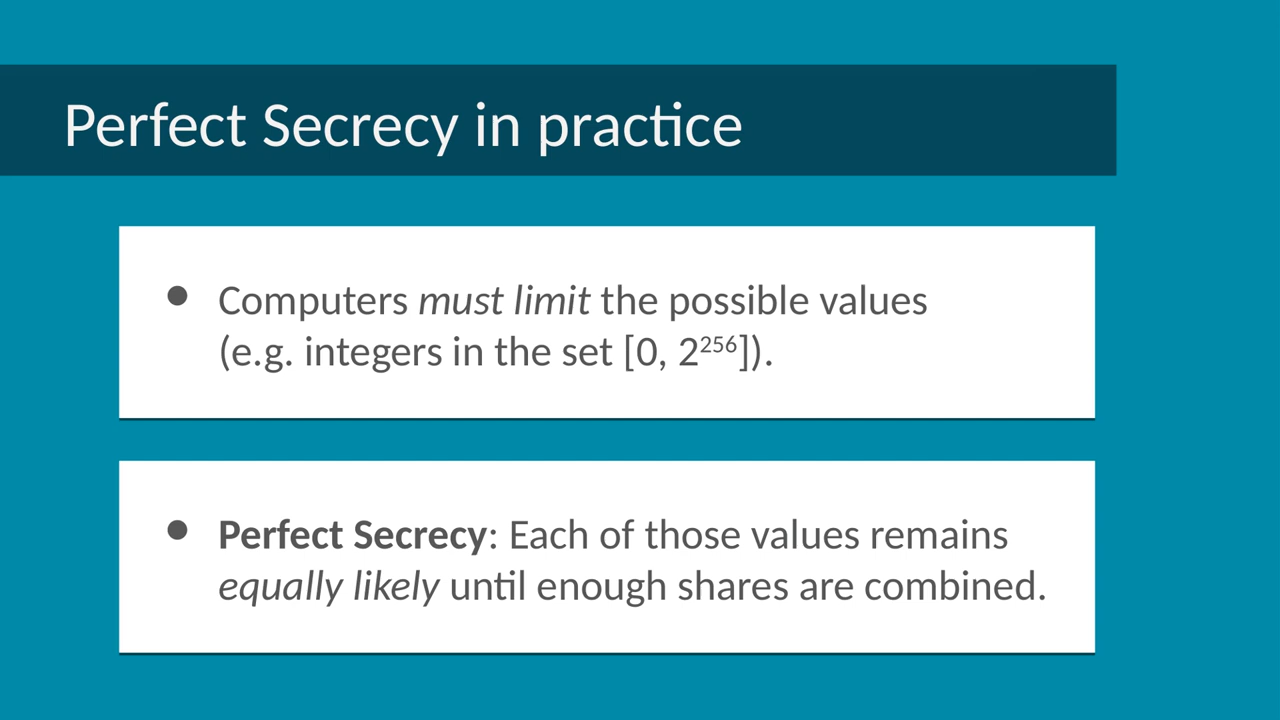 Perfect Secrecy in practice
● Computers must limit the possible values
(e.g. integers in the set [0, 2²⁵⁶]).
● Perfect Secrecy: Each of those values remains
equally likely until enough shares are combined.